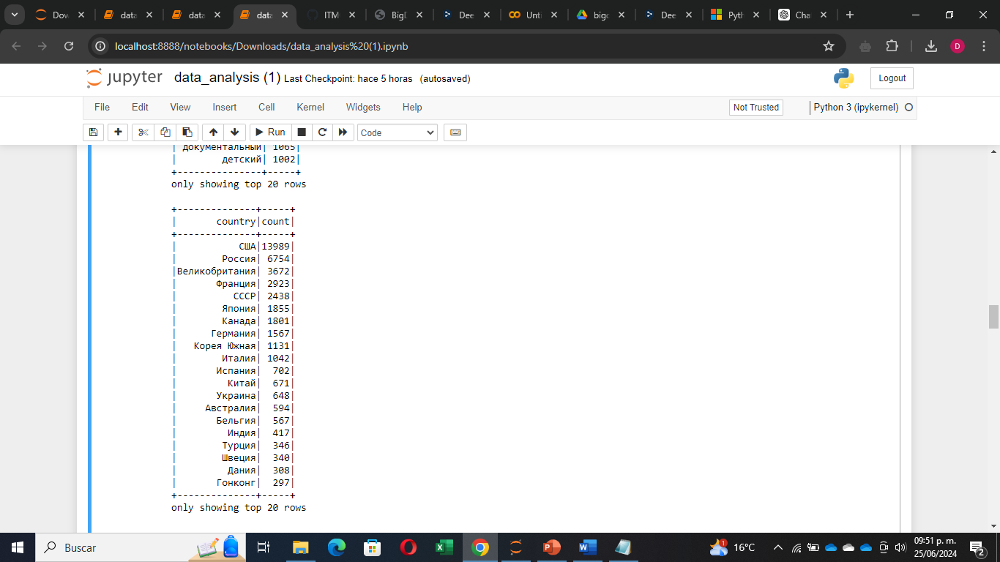 Dow
data
data
data
ITM
BigD
Dee
Unti
bigc
Dee
Pyth
Cha
localhost:8888/notebooks/Downloads/data_analysis%20(1).ipynb
D
jupyter data_analysis (1) Last Checkpoint: hace 5 horas (autosaved)
Logout
File Edit View Insert Cell Kernel Widgets Help
Not Trusted
Python 3 (ipykernel)
Run
Code
| документальный| 1065|
| детский| 1002|
+---------------+-----+
only showing top 20 rows
+--------------+-----+
| country|count|
+--------------+-----+
| США|13989|
| Россия| 6754|
|Великобритания| 3672|
| Франция| 2923|
| СССР| 2438|
| Япония| 1855|
| Канада| 1801|
| Германия| 1567|
| Корея Южная| 1131|
| Италия| 1042|
| Испания| 702|
| Китай| 671|
| Украина| 648|
| Австралия| 594|
| Бельгия| 567|
| Индия| 417|
| Турция| 346|
| Швеция| 340|
| Дания| 308|
| Гонконг| 297|
+--------------+-----+
only showing top 20 rows
Buscar
1
16°C
09:51 p. m.
25/06/2024
2